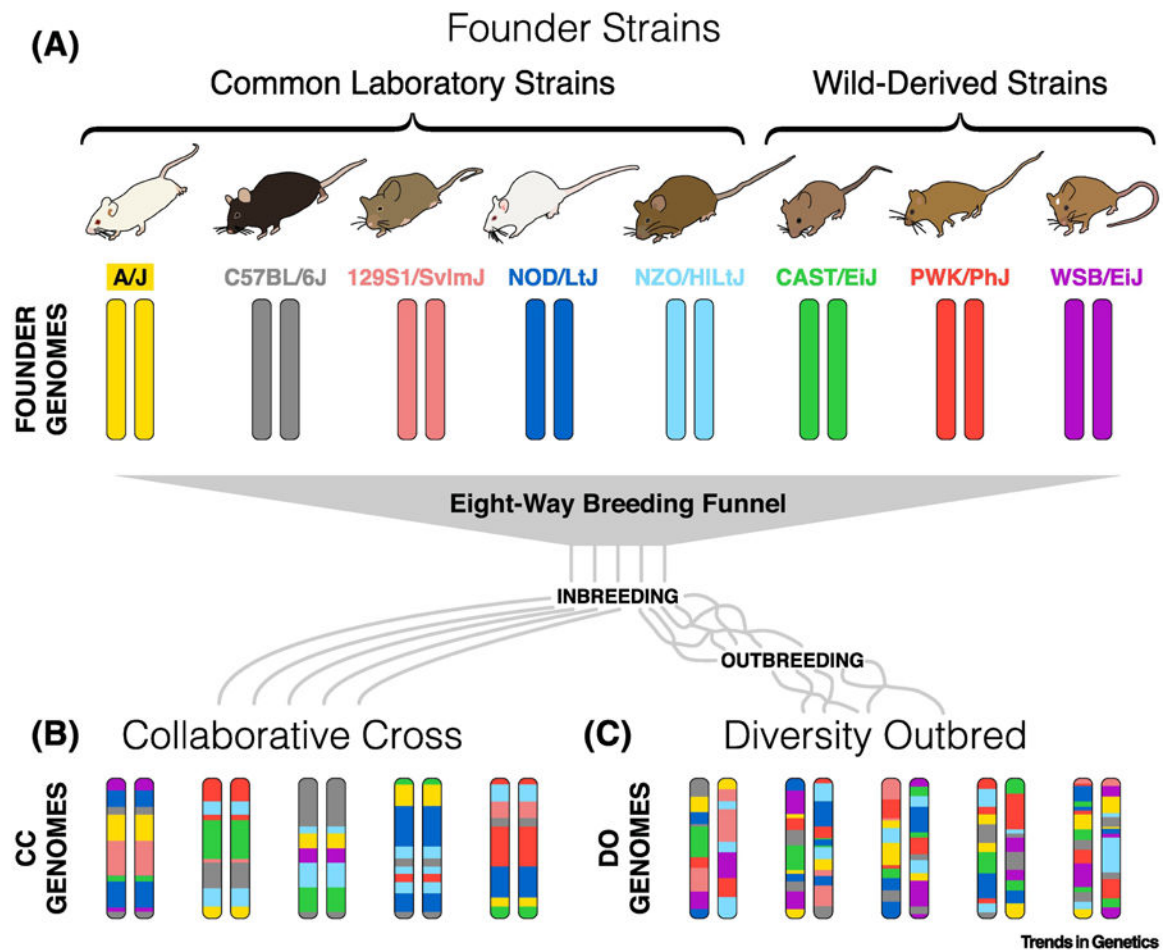 (A)
Founder Strains
Common Laboratory Strains
Wild-Derived Strains
A/J
C57BL/6J
129S1/SvImJ
NOD/LtJ
NZO/HILtJ
CAST/EiJ
PWK/PhJ
WSB/EiJ
FOUNDER
GENOMES
Eight-Way Breeding Funnel
INBREEDING
OUTBREEDING
(B)
Collaborative Cross
(C)
Diversity Outbred
CC
GENOMES
DO
GENOMES
Trends in Genetics